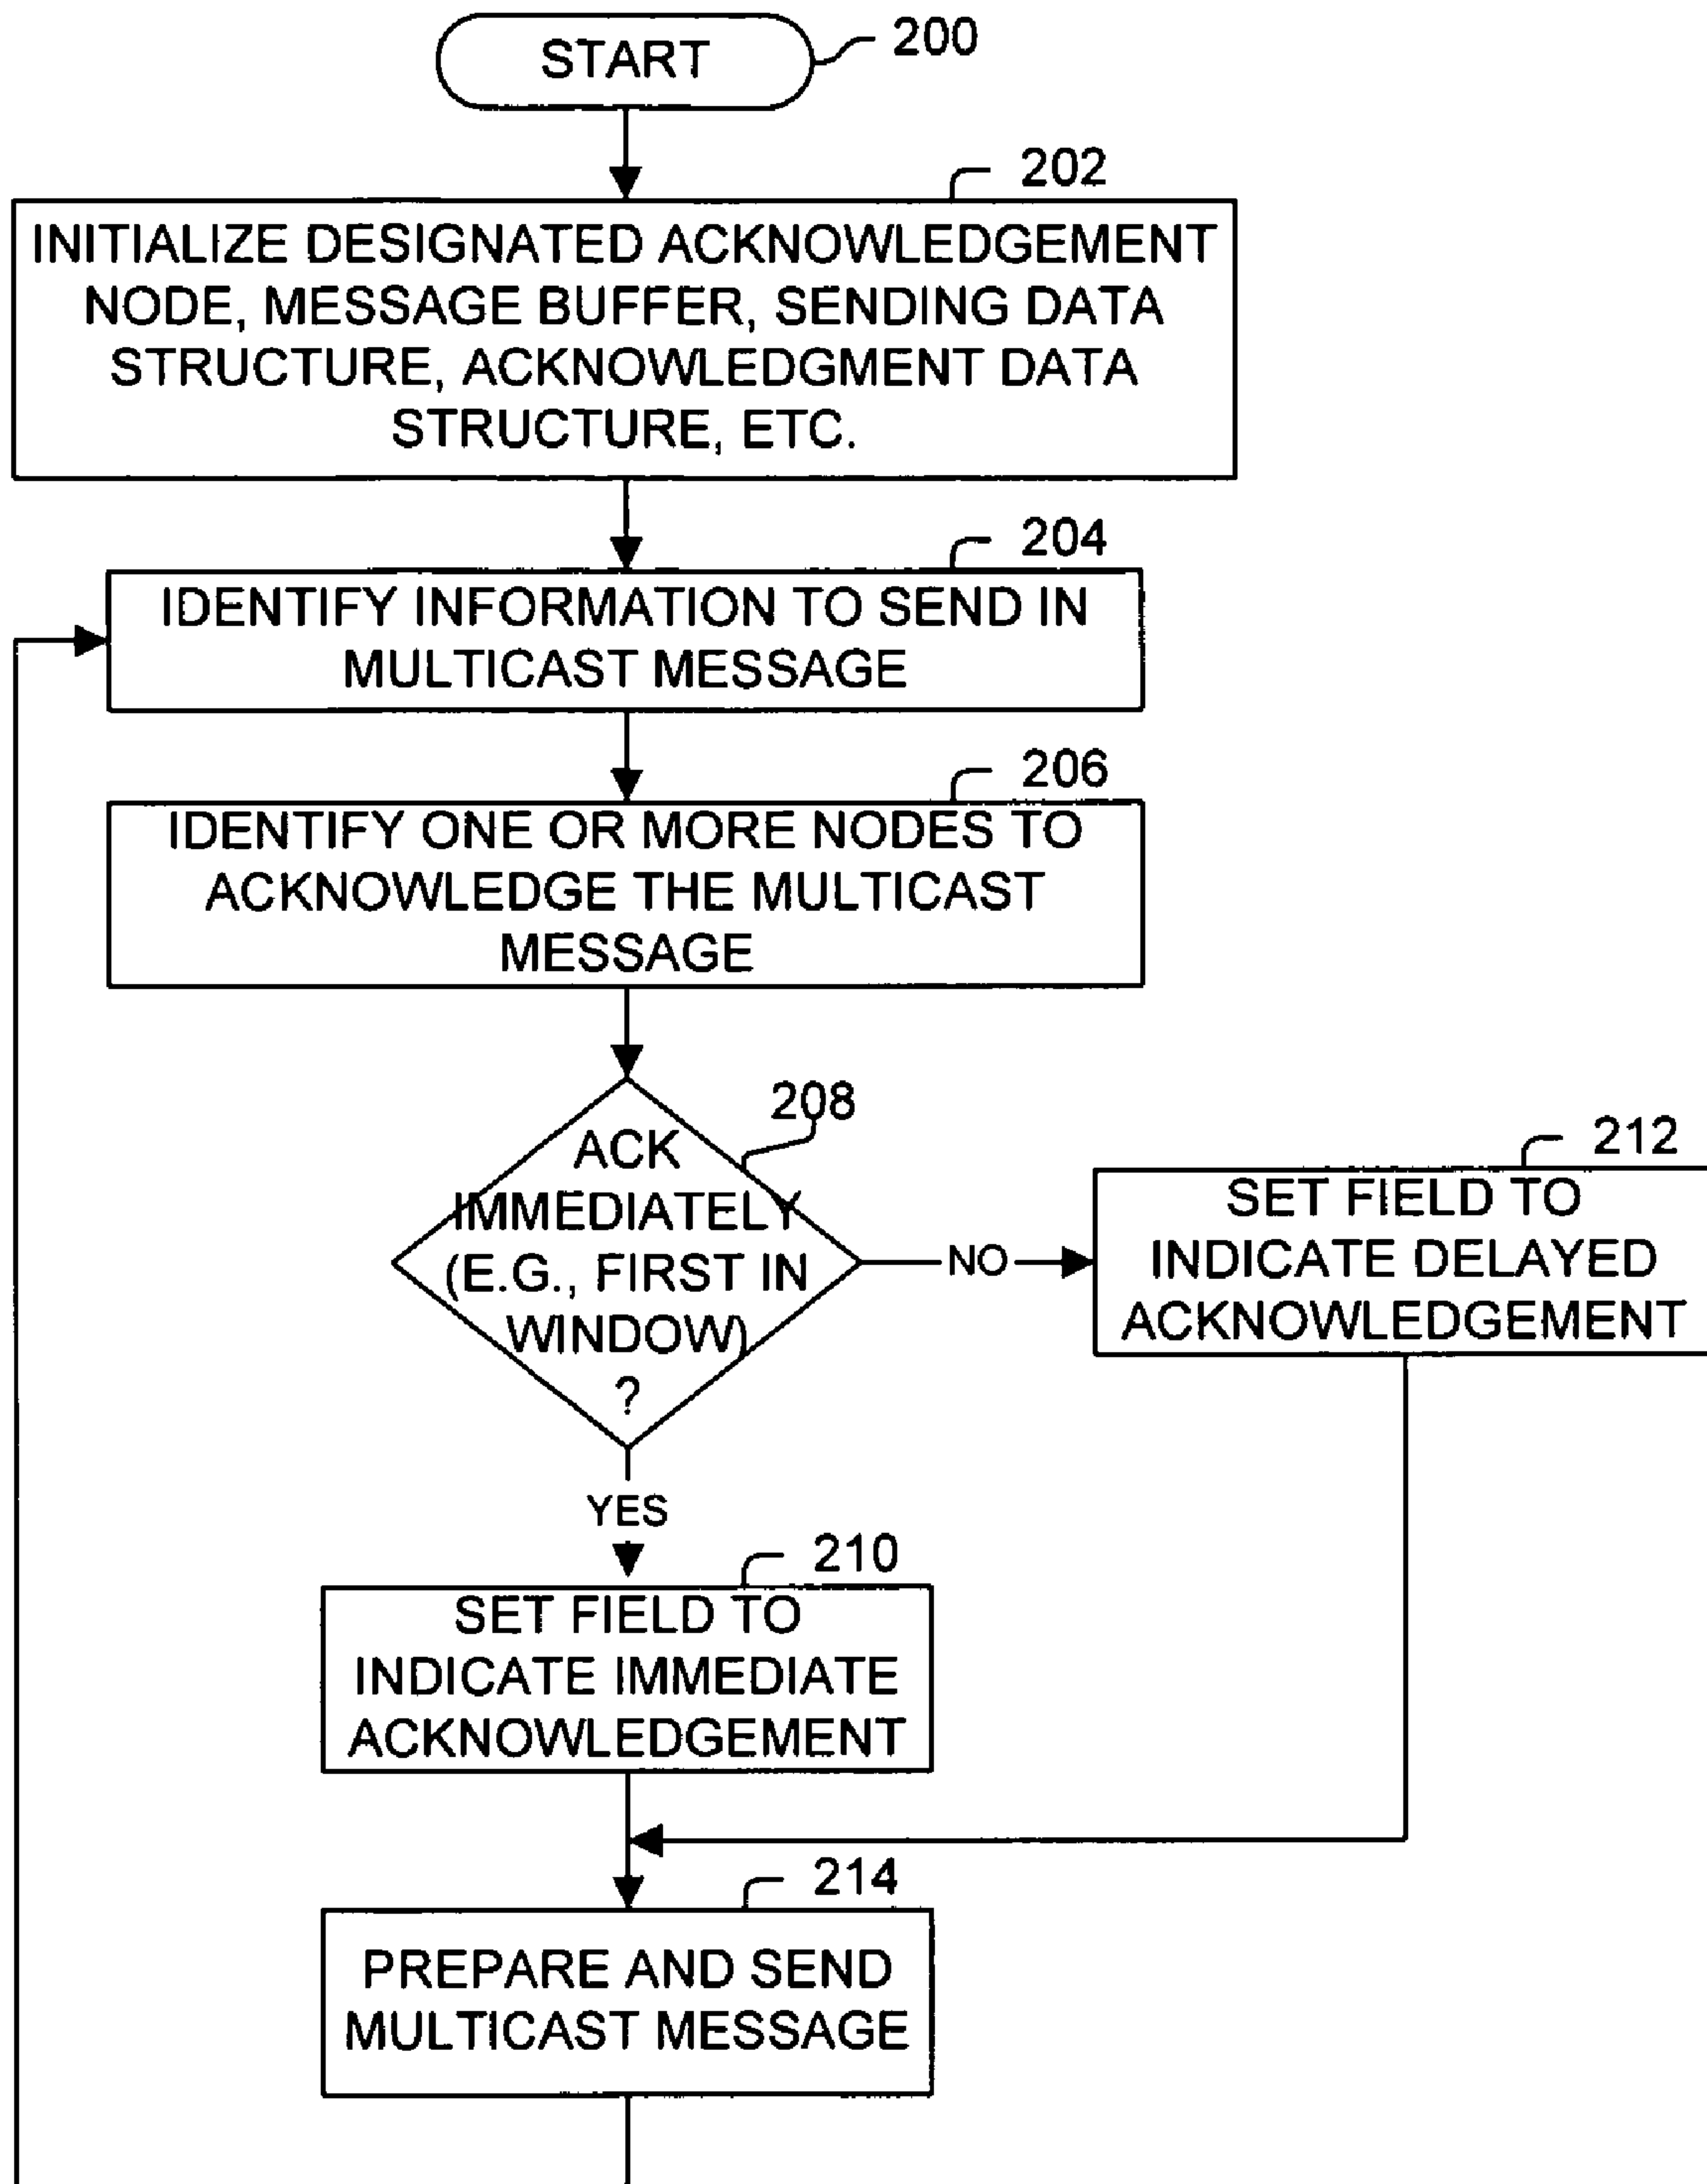 START
200
202
INITIALIZE DESIGNATED ACKNOWLEDGEMENT
NODE, MESSAGE BUFFER, SENDING DATA
STRUCTURE, ACKNOWLEDGMENT DATA
STRUCTURE, ETC.
204
IDENTIFY INFORMATION TO SEND IN
MULTICAST MESSAGE
206
IDENTIFY ONE OR MORE NODES TO
ACKNOWLEDGE THE MULTICAST
MESSAGE
208
ACK
IMMEDIATELY
(E.G., FIRST IN
WINDOW)
?
NO
212
SET FIELD TO
INDICATE DELAYED
ACKNOWLEDGEMENT
YES
210
SET FIELD TO
INDICATE IMMEDIATE
ACKNOWLEDGEMENT
214
PREPARE AND SEND
MULTICAST MESSAGE